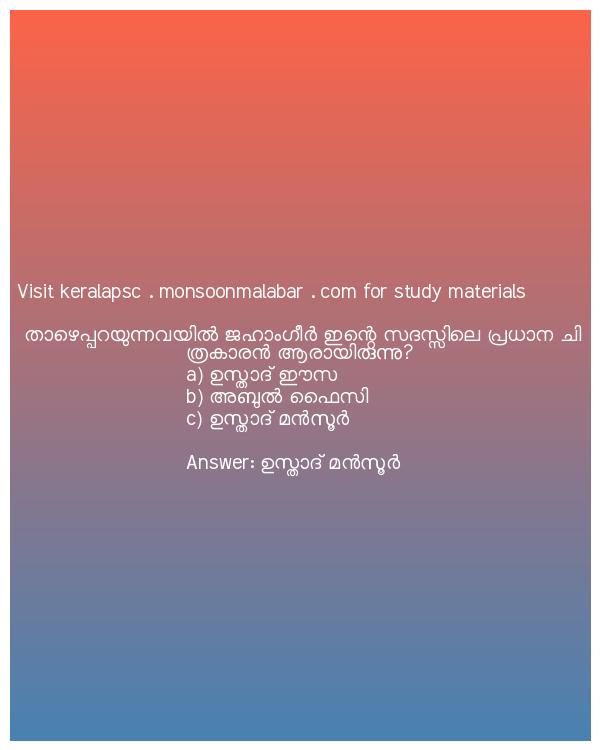 Visit keralapsc . monsoonmalabar . com for study materials
താഴെപ്പറയുന്നവയിൽ ജഹാംഗീർ ഇന്റെ സദസ്സിലെ പ്രധാന ചി
ത്രകാരൻ ആരായിരുന്നു?
a) ഉസ്താദ് ഈസ
b) അബുൽ ഫൈസി
c) ഉസ്താദ് മൻസൂർ
Answer: ഉസ്താദ് മൻസൂർ